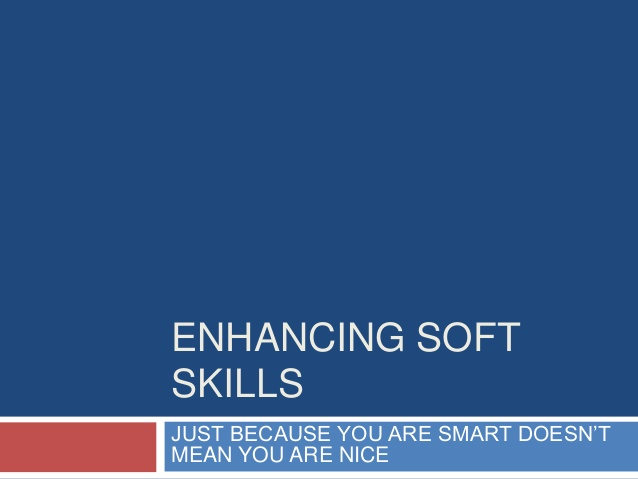 ENHANCING SOFT
SKILLS
JUST BECAUSE YOU ARE SMART DOESN’T
MEAN YOU ARE NICE